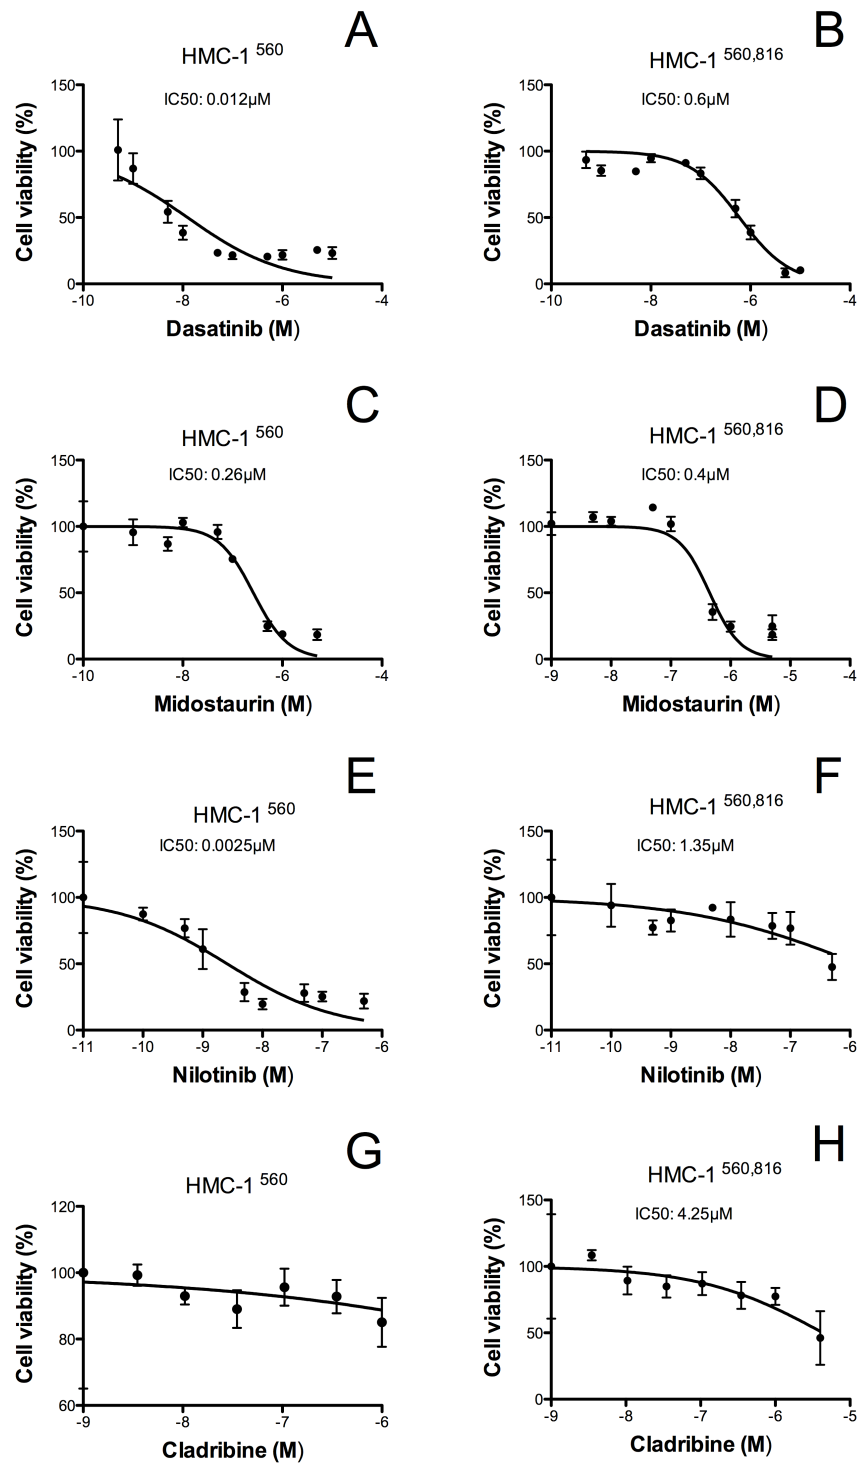 A
HMC-1 560
IC50: 0.012µM
Cell viability (%)
150
100
50
0
-10
-8
-6
-4
Dasatinib (M)
B
HMC-1 560,816
IC50: 0.6µM
Cell viability (%)
150
100
50
0
-10
-8
-6
-4
Dasatinib (M)
C
HMC-1 560
IC50: 0.26µM
Cell viability (%)
150
100
50
0
-10
-8
-6
-4
Midostaurin (M)
D
HMC-1 560,816
IC50: 0.4µM
Cell viability (%)
150
100
50
0
-9
-8
-7
-6
-5
-4
Midostaurin (M)
E
HMC-1 560
IC50: 0.0025µM
Cell viability (%)
150
100
50
0
-11
-10
-9
-8
-7
-6
Nilotinib (M)
F
HMC-1 560,816
IC50: 1.35µM
Cell viability (%)
150
100
50
0
-11
-10
-9
-8
-7
-6
Nilotinib (M)
G
HMC-1 560
Cell viability (%)
120
100
80
60
-9
-8
-7
-6
Cladribine (M)
H
HMC-1 560,816
IC50: 4.25µM
Cell viability (%)
150
100
50
0
-9
-8
-7
-6
-5
Cladribine (M)